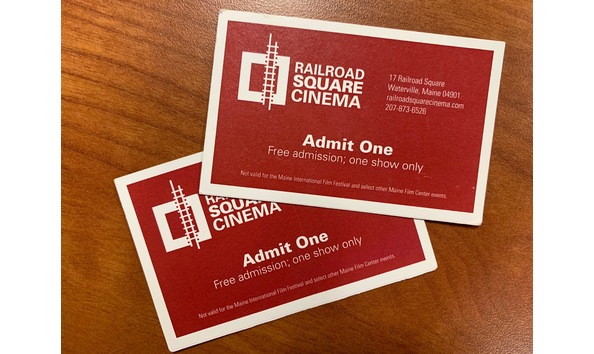 RAILROAD
SQUARE
CINEMA
17 Railroad Square
Waterville, Maine 04901
railroadsquarecinema.com
207-873-6526
Admit One
Free admission; one show only
Not valid for the Maine International Film Festival and select other Maine Film Center events.
SQUARE
CINEMA
Admit One
Free admission; one show only
Not valid for the Maine International Film Festival and select other Maine Film Center events.